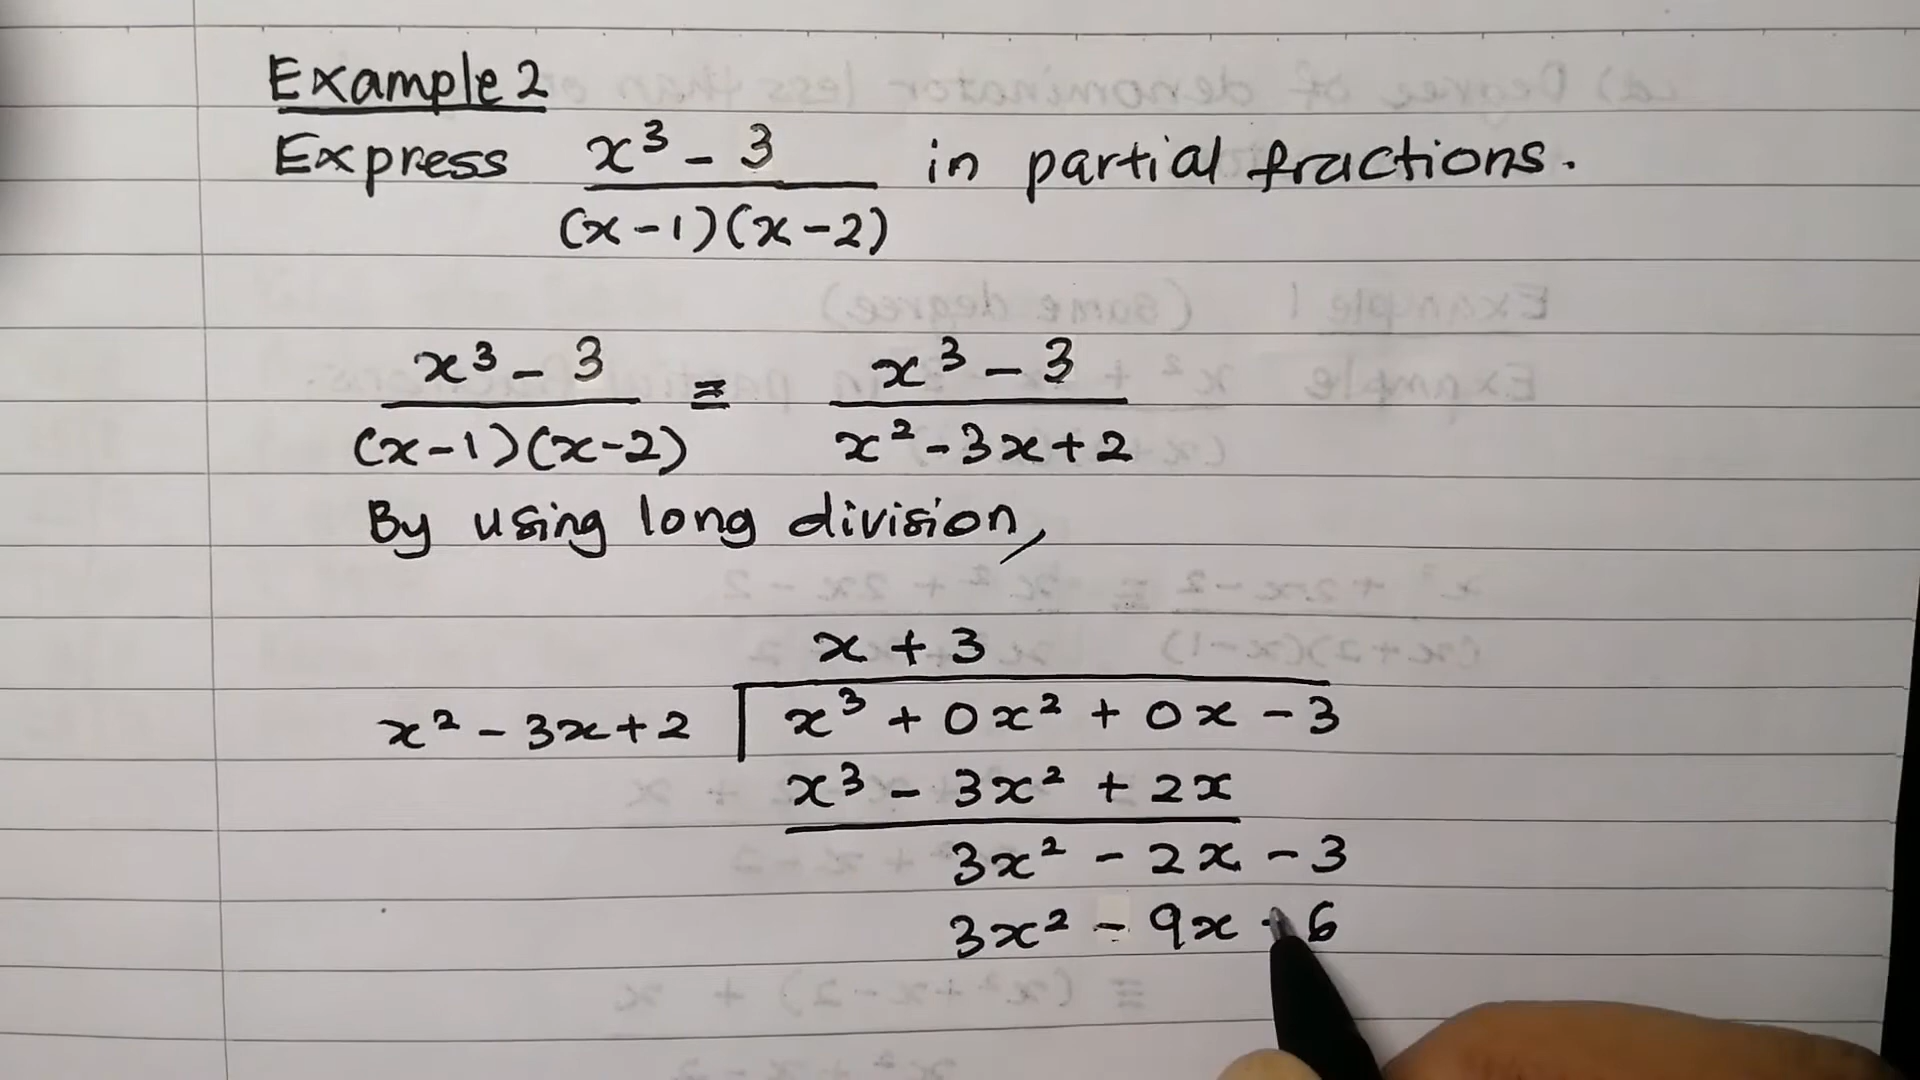 Example 2
Express x³ - 3 / (x-1)(x-2) in partial fractions.
x³ - 3 / (x-1)(x-2) ≡ x³ - 3 / x² - 3x + 2
By using long division,
x + 3
x² - 3x + 2 x³ + 0x² + 0x - 3
x³ - 3x² + 2x
3x² - 2x - 3
3x² - 9x 6